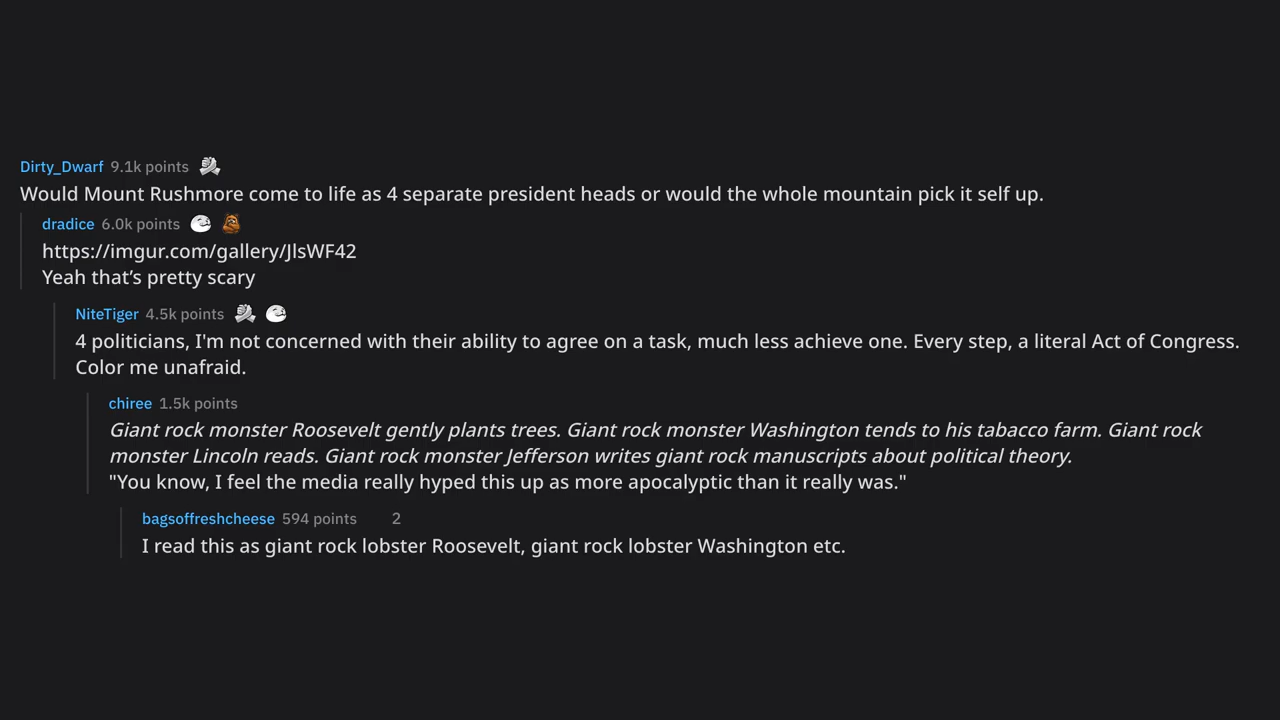 Dirty_Dwarf 9.1k points
Would Mount Rushmore come to life as 4 separate president heads or would the whole mountain pick it self up.
dradice 6.0k points
https://imgur.com/gallery/JlsWF42
Yeah that’s pretty scary
NiteTiger 4.5k points
4 politicians, I'm not concerned with their ability to agree on a task, much less achieve one. Every step, a literal Act of Congress.
Color me unafraid.
chiree 1.5k points
Giant rock monster Roosevelt gently plants trees. Giant rock monster Washington tends to his tabacco farm. Giant rock
monster Lincoln reads. Giant rock monster Jefferson writes giant rock manuscripts about political theory.
"You know, I feel the media really hyped this up as more apocalyptic than it really was."
bagsoffreshcheese 594 points 2
I read this as giant rock lobster Roosevelt, giant rock lobster Washington etc.